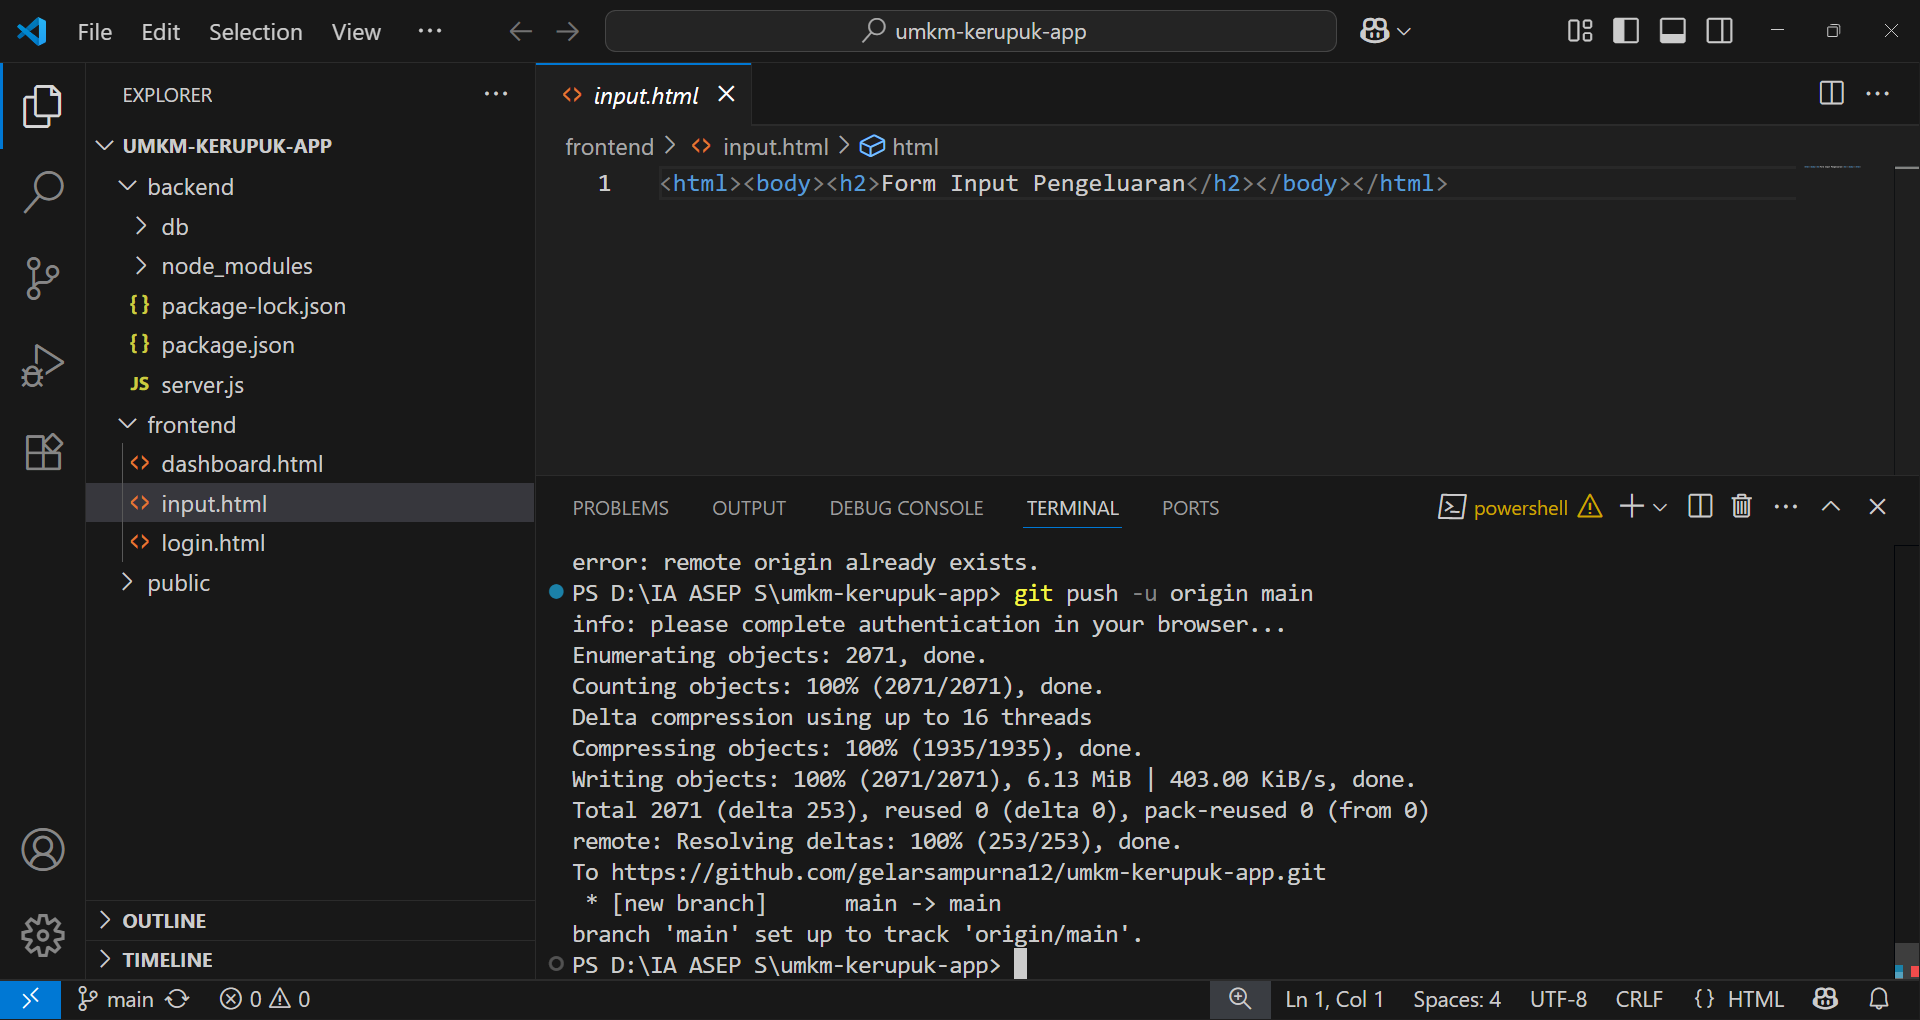 File Edit Selection View ···
umkm-kerupuk-app
EXPLORER
UMKM-KERUPUK-APP
backend
db
node_modules
{} package-lock.json
{} package.json
JS server.js
frontend
<> dashboard.html
<> input.html
<> login.html
public
OUTLINE
TIMELINE
<> input.html
frontend > <> input.html > html
1 <html><body><h2>Form Input Pengeluaran</h2></body></html>
PROBLEMS OUTPUT DEBUG CONSOLE TERMINAL PORTS
powershell
error: remote origin already exists.
PS D:\IA ASEP S\umkm-kerupuk-app> git push -u origin main
info: please complete authentication in your browser...
Enumerating objects: 2071, done.
Counting objects: 100% (2071/2071), done.
Delta compression using up to 16 threads
Compressing objects: 100% (1935/1935), done.
Writing objects: 100% (2071/2071), 6.13 MiB | 403.00 KiB/s, done.
Total 2071 (delta 253), reused 0 (delta 0), pack-reused 0 (from 0)
remote: Resolving deltas: 100% (253/253), done.
To https://github.com/gelarsampurna12/umkm-kerupuk-app.git
* [new branch] main -> main
branch 'main' set up to track 'origin/main'.
PS D:\IA ASEP S\umkm-kerupuk-app>
main 0 0 Ln 1, Col 1 Spaces: 4 UTF-8 CRLF {} HTML